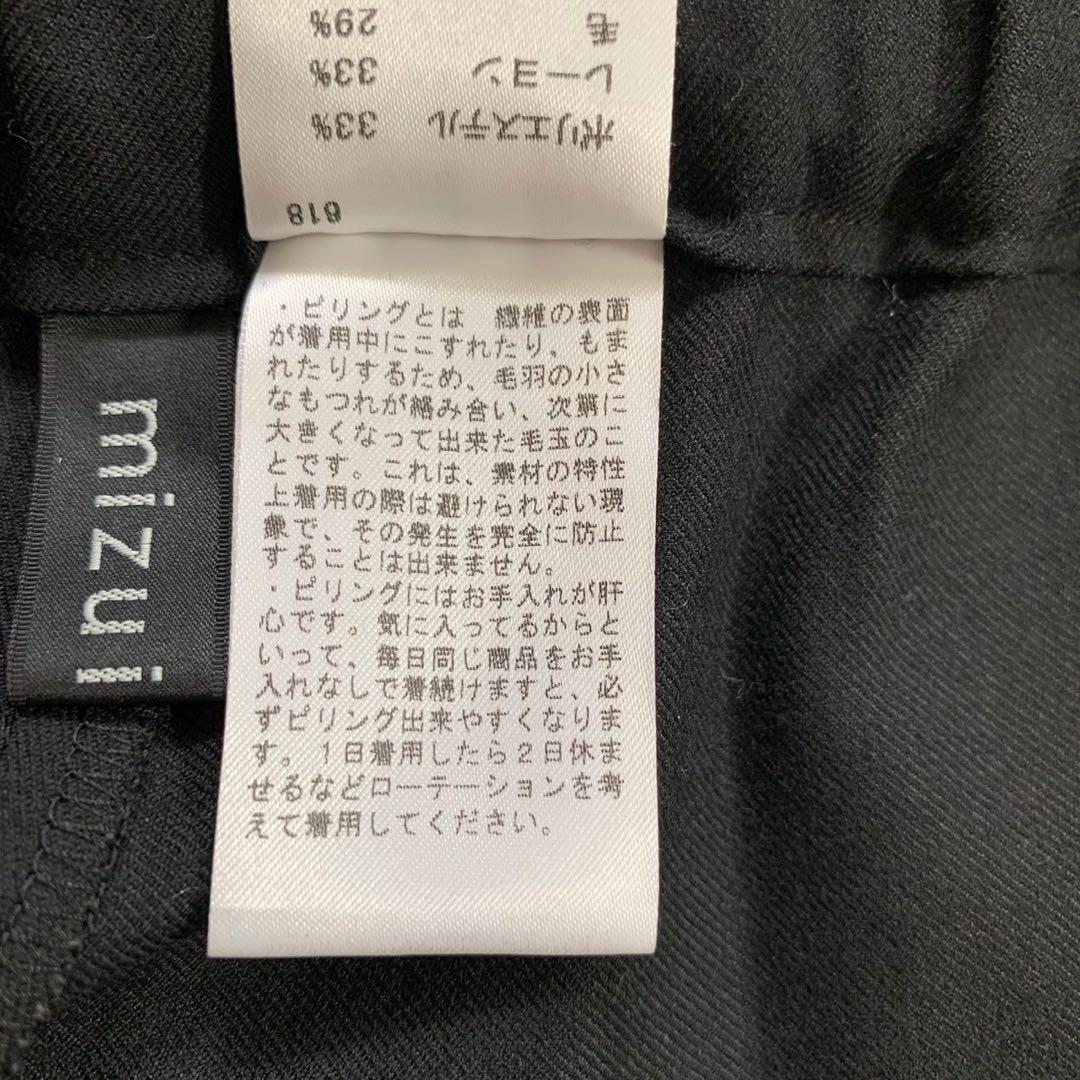 ポリエステル 33%
レーヨン 33%
毛 29%
618
mizuiı
・ピリングとは 繊維の表面
が着用中にこすれたり、もま
れたりするため、毛羽の小さ
なもつれが絡み合い、次第に
大きくなって出来た毛玉のこ
とです。これは、素材の特性
上着用の際は避けられない現
象で、その発生を完全に防止
することは出来ません。
・ピリングにはお手入れが肝
心です。気に入ってるからと
いって、毎日同じ商品をお手
入れなしで着続けますと、必
ずピリング出来やすくなりま
す。1日着用したら2日休ま
せるなどローテーションを考
えて着用してください。